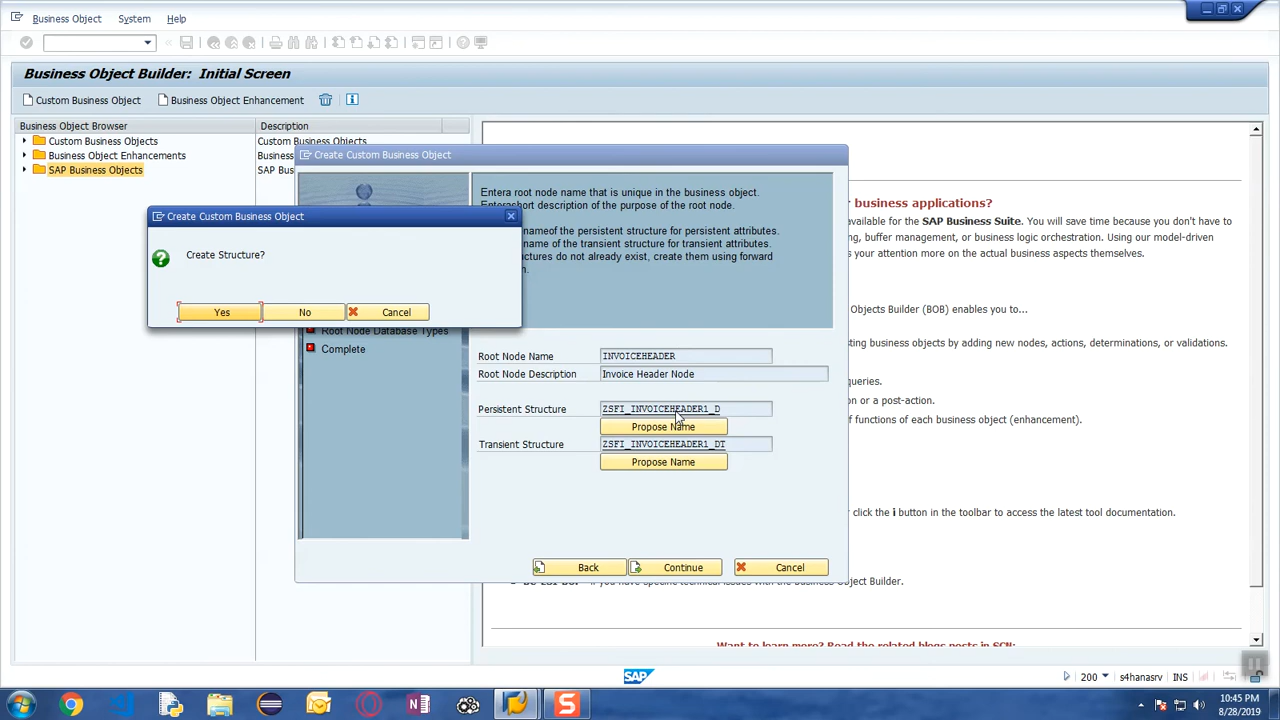 Business Object System Help
Business Object Builder: Initial Screen
Custom Business Object Business Object Enhancement
Business Object Browser Description
Custom Business Objects Custom Business Objects
Business Object Enhancements Business
SAP Business Objects SAP Bus
Create Custom Business Object
Entera root node name that is unique in the business object.
Entershort description of the purpose of the root node.
nameof the persistent structure for persistent attributes.
name of the transient structure for transient attributes.
ructures do not already exist, create them using forward
n.
Create Custom Business Object
Create Structure?
Yes No Cancel
Root Node Database Types
Complete
Root Node Name INVOICEHEADER
Root Node Description Invoice Header Node
Persistent Structure ZSFI_INVOICEHEADER1_D
Propose Name
Transient Structure ZSFI_INVOICEHEADER1_DT
Propose Name
Back Continue Cancel
business applications?
available for the SAP Business Suite. You will save time because you don't have to
ng, buffer management, or business logic orchestration. Using our model-driven
s your attention more on the actual business aspects themselves.
Objects Builder (BOB) enables you to...
sting business objects by adding new nodes, actions, determinations, or validations.
queries.
on or a post-action.
of functions of each business object (enhancement).
r click the i button in the toolbar to access the latest tool documentation.
if you have specific technical issues with the Business Object Builder.
Want to learn more? Read the related blogs posts in SCN:
SAP
200 s4hanasrv INS
10:45 PM
8/28/2019